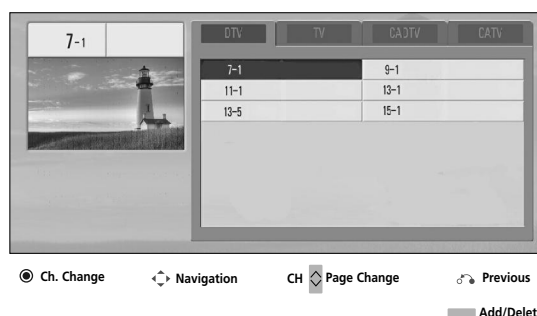 7-1
DTV TV CADTV CATV
7-1 9-1
11-1 13-1
13-5 15-1
Ch. Change Navigation CH Page Change Previous
Add/Delet